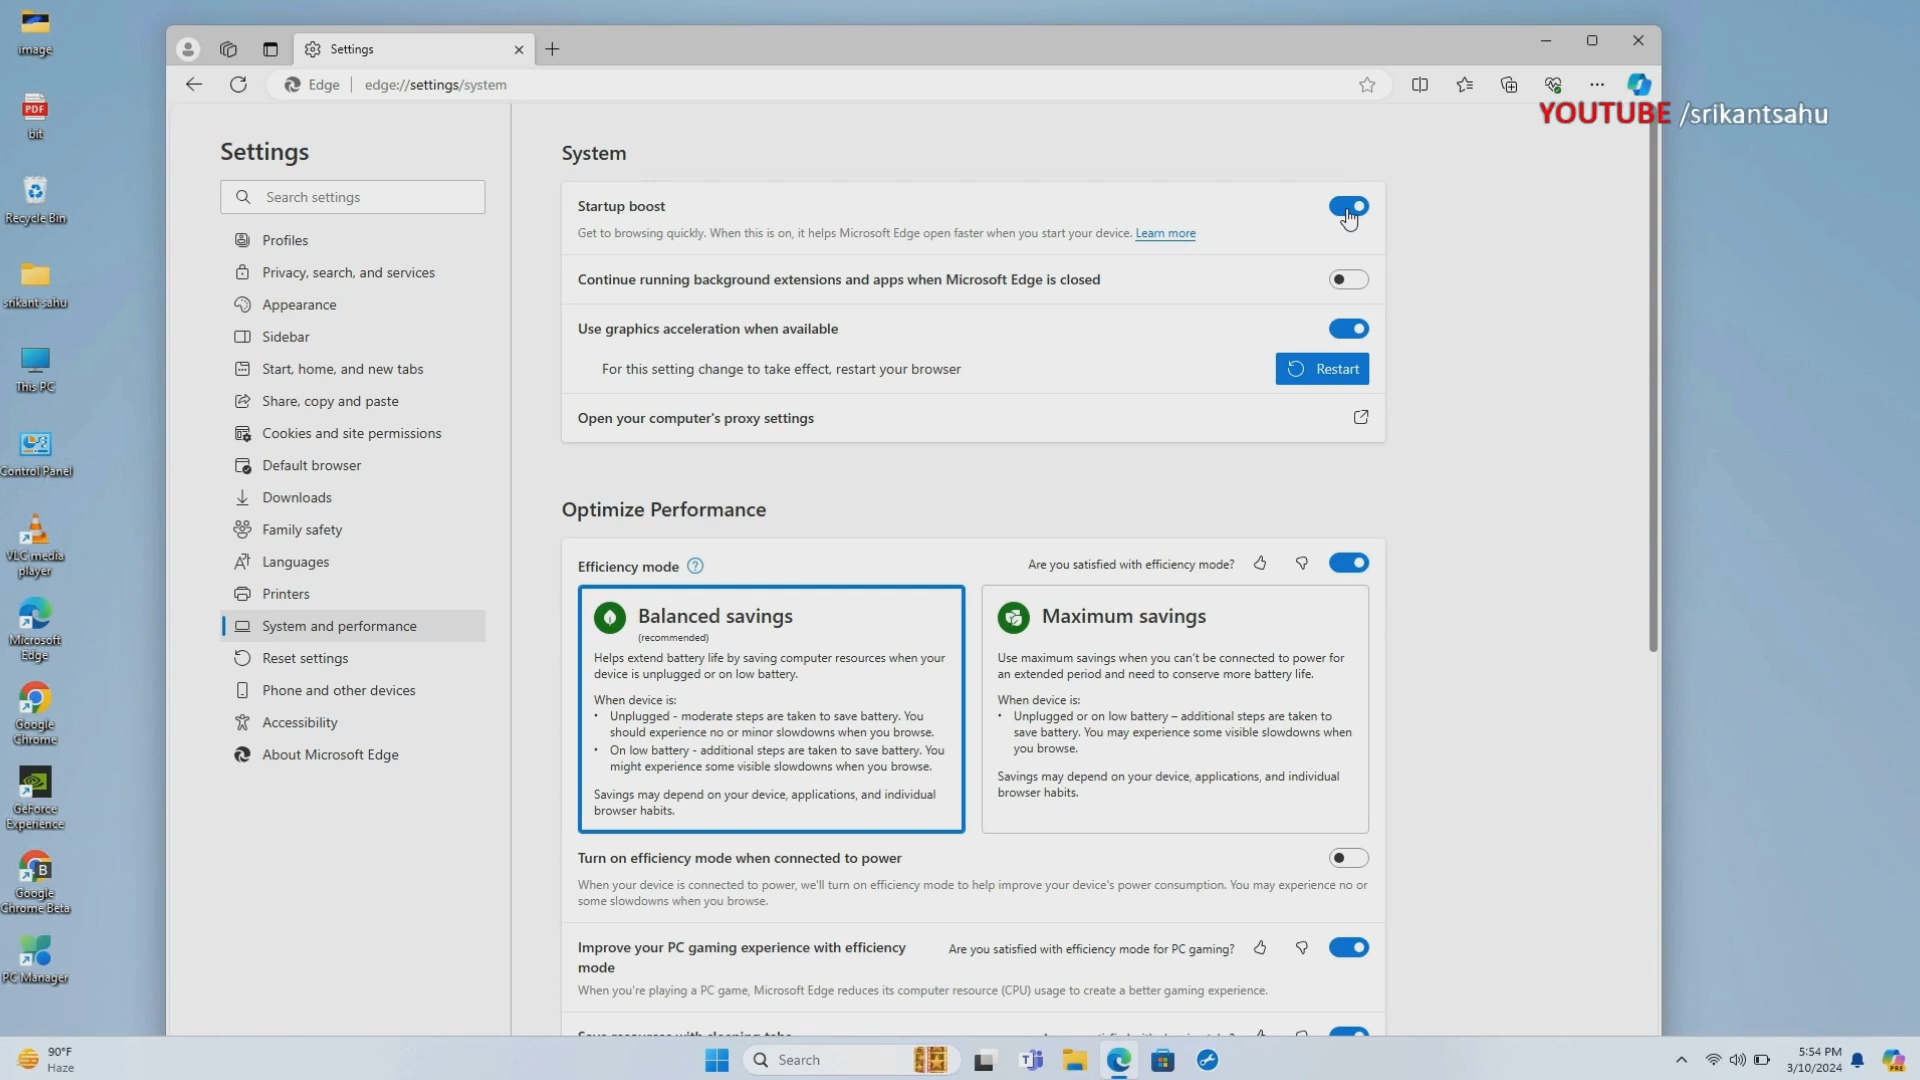 image
bit
Recycle Bin
srikant sahu
This PC
Control Panel
VLC media
player
Microsoft
Edge
Google
Chrome
GeForce
Experience
Google
Chrome Beta
PC Manager
Settings
Edge
edge://settings/system
YOUTUBE /srikantsahu
Settings
Search settings
Profiles
Privacy, search, and services
Appearance
Sidebar
Start, home, and new tabs
Share, copy and paste
Cookies and site permissions
Default browser
Downloads
Family safety
Languages
Printers
System and performance
Reset settings
Phone and other devices
Accessibility
About Microsoft Edge
System
Startup boost
Get to browsing quickly. When this is on, it helps Microsoft Edge open faster when you start your device. Learn more
Continue running background extensions and apps when Microsoft Edge is closed
Use graphics acceleration when available
For this setting change to take effect, restart your browser
Restart
Open your computer's proxy settings
Optimize Performance
Efficiency mode ?
Are you satisfied with efficiency mode?
Balanced savings
(recommended)
Helps extend battery life by saving computer resources when your
device is unplugged or on low battery.
When device is:
• Unplugged - moderate steps are taken to save battery. You
should experience no or minor slowdowns when you browse.
• On low battery - additional steps are taken to save battery. You
might experience some visible slowdowns when you browse.
Savings may depend on your device, applications, and individual
browser habits.
Maximum savings
Use maximum savings when you can't be connected to power for
an extended period and need to conserve more battery life.
When device is:
• Unplugged or on low battery – additional steps are taken to
save battery. You may experience some visible slowdowns when
you browse.
Savings may depend on your device, applications, and individual
browser habits.
Turn on efficiency mode when connected to power
When your device is connected to power, we'll turn on efficiency mode to help improve your device's power consumption. You may experience no or
some slowdowns when you browse.
Improve your PC gaming experience with efficiency
mode
Are you satisfied with efficiency mode for PC gaming?
When you're playing a PC game, Microsoft Edge reduces its computer resource (CPU) usage to create a better gaming experience.
90°F
Haze
Search
5:54 PM
3/10/2024